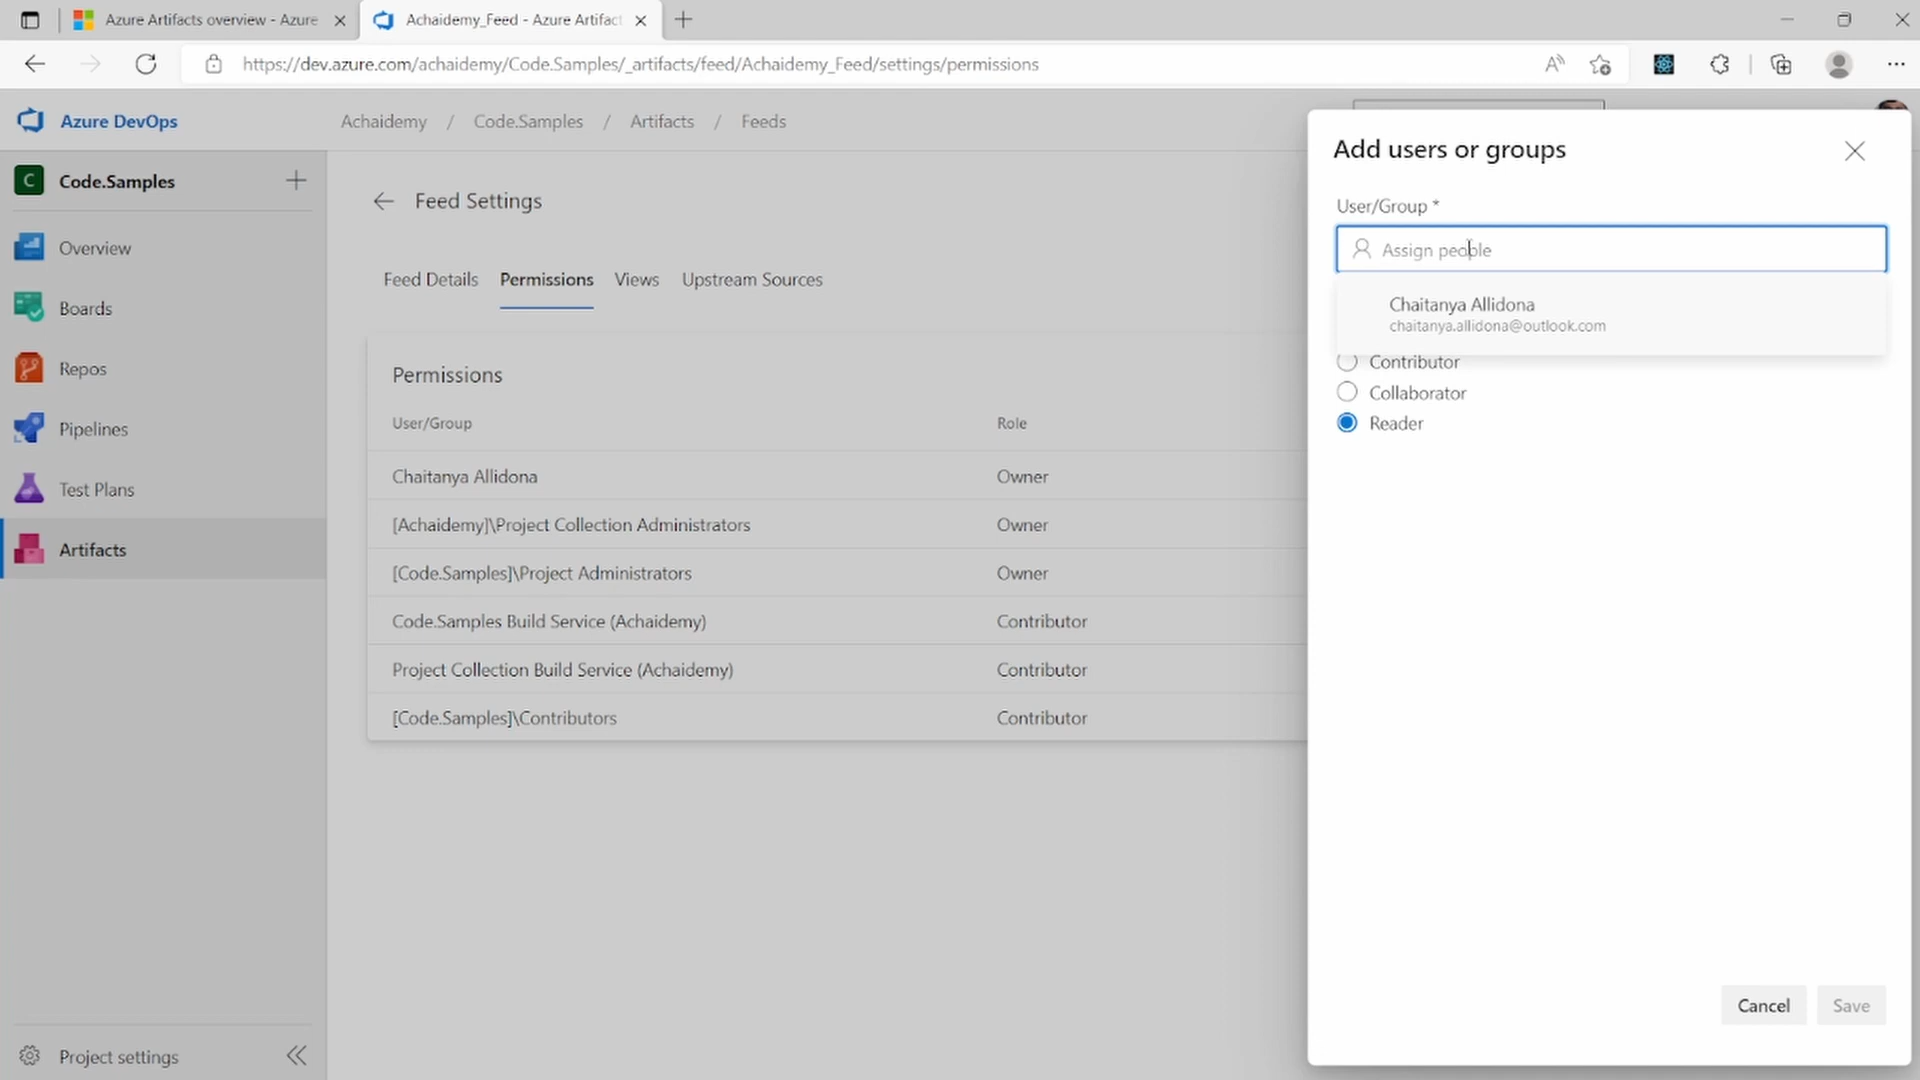 Azure Artifacts overview - Azure
Achaidemy_Feed - Azure Artifact
https://dev.azure.com/achaidemy/Code.Samples/_artifacts/feed/Achaidemy_Feed/settings/permissions
Azure DevOps
Achaidemy / Code.Samples / Artifacts / Feeds
C Code.Samples
Overview
Boards
Repos
Pipelines
Test Plans
Artifacts
Project settings
Feed Settings
Feed Details Permissions Views Upstream Sources
Permissions
User/Group Role
Chaitanya Allidona Owner
[Achaidemy]\Project Collection Administrators Owner
[Code.Samples]\Project Administrators Owner
Code.Samples Build Service (Achaidemy) Contributor
Project Collection Build Service (Achaidemy) Contributor
[Code.Samples]\Contributors Contributor
Add users or groups
User/Group *
Assign people
Chaitanya Allidona
chaitanya.allidona@outlook.com
Contributor
Collaborator
Reader
Cancel Save